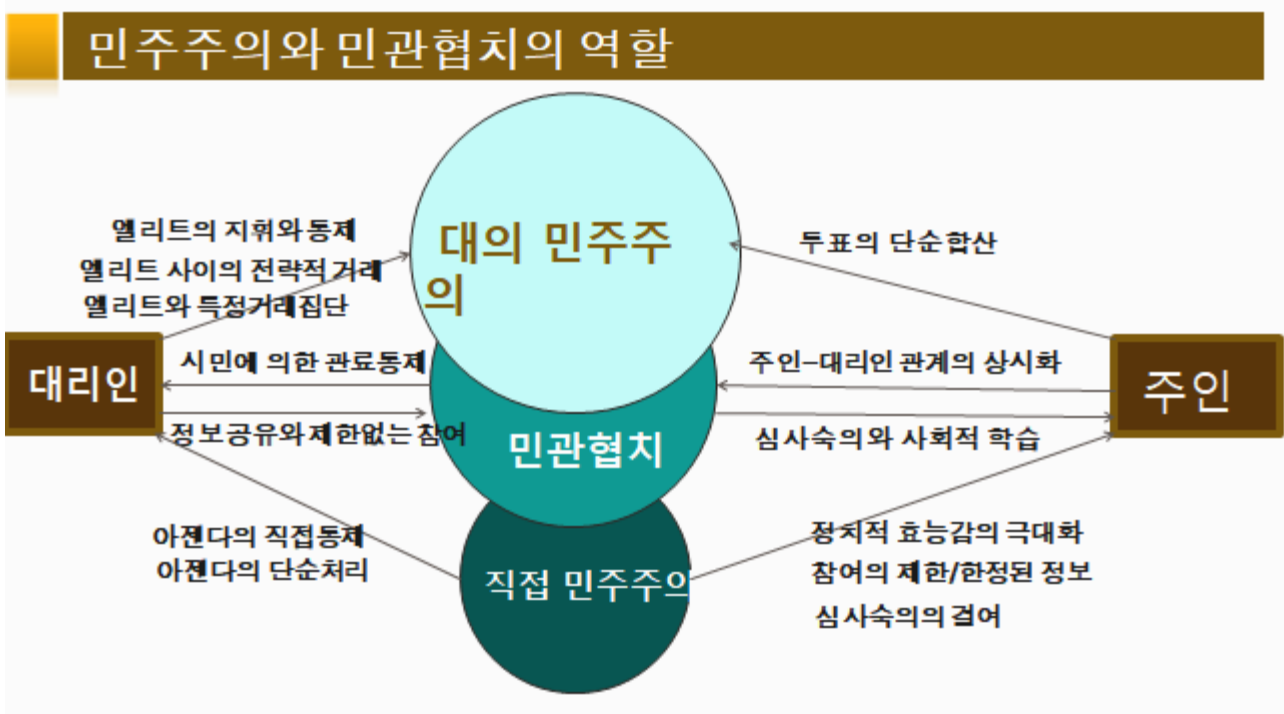 민주주의와 민관협치의 역할
엘리트의 지휘와 통제
엘리트 사이의 전략적 거래
엘리트와 특정거래집단
대의 민주주
의
투표의 단순합산
대리인
시민에 의한 관료통제
정보공유와 제한없는 참여
민관협치
주인-대리인 관계의 상시화
심사숙의와 사회적 학습
주인
아젠다의 직접통제
아젠다의 단순처리
직접 민주주의
정치적 효능감의 극대화
참여의 제한/한정된 정보
심사숙의의 결여